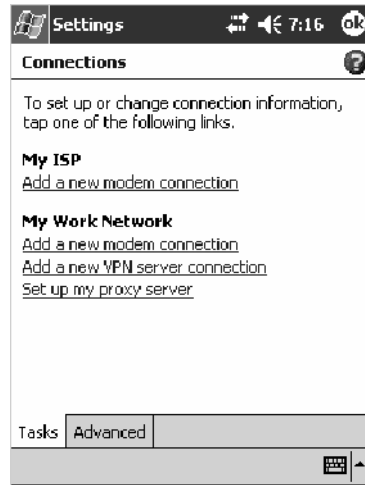 Settings 7:16 ok
Connections ?
To set up or change connection information,
tap one of the following links.
My ISP
Add a new modem connection
My Work Network
Add a new modem connection
Add a new VPN server connection
Set up my proxy server
Tasks Advanced